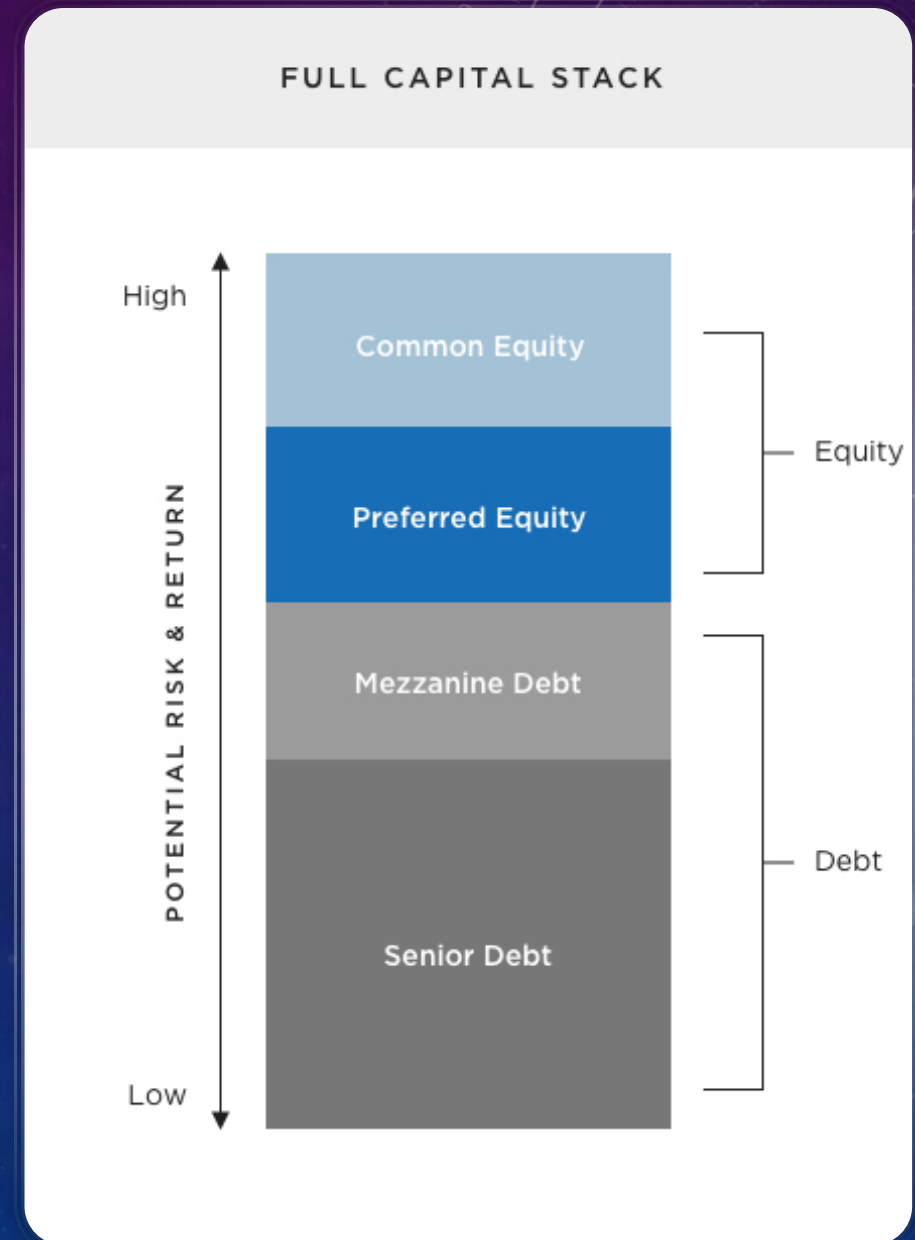 FULL CAPITAL STACK
High
Common Equity
Equity
Preferred Equity
POTENTIAL RISK & RETURN
Mezzanine Debt
Debt
Senior Debt
Low